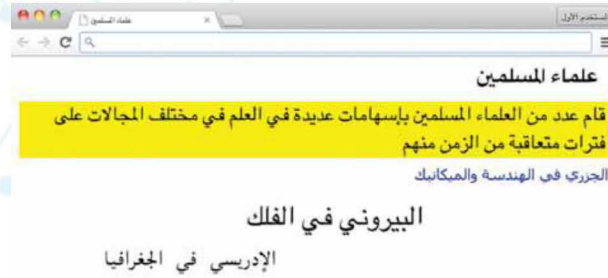 علماء المسلمين
المستخدم الأول
علماء المسلمين
قام عدد من العلماء المسلمين بإسهامات عديدة في العلم في مختلف المجالات على
فترات متعاقبة من الزمن منهم
الجزري في الهندسة والميكانيك
البيروني في الفلك
الإدريسي في الجغرافيا